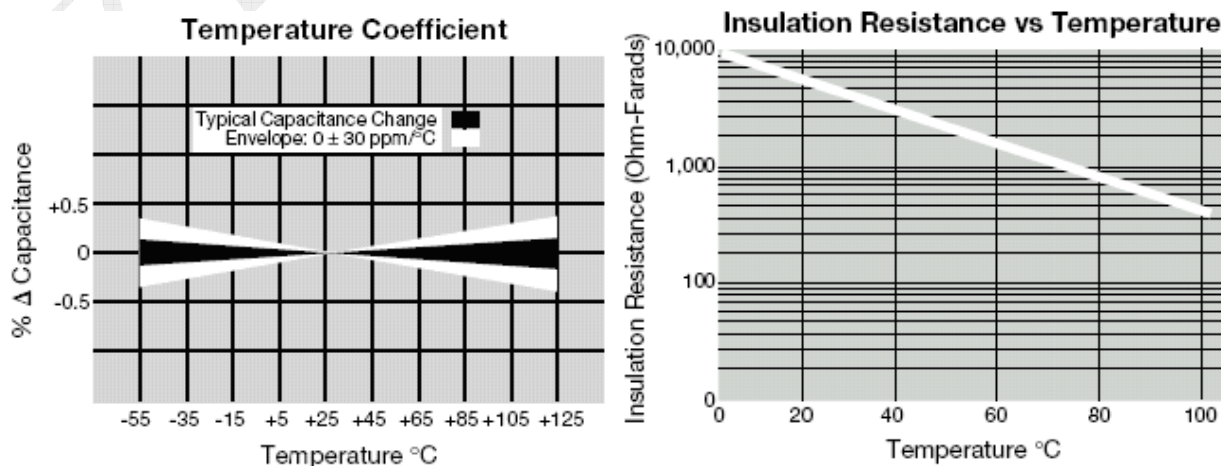 Temperature Coefficient
Typical Capacitance Change
Envelope: 0 ± 30 ppm/°C
% Δ Capacitance
+0.5
0
-0.5
-55 -35 -15 +5 +25 +45 +65 +85 +105 +125
Temperature °C
Insulation Resistance vs Temperature
Insulation Resistance (Ohm-Farads)
10,000
1,000
100
0
0 20 40 60 80 100
Temperature °C